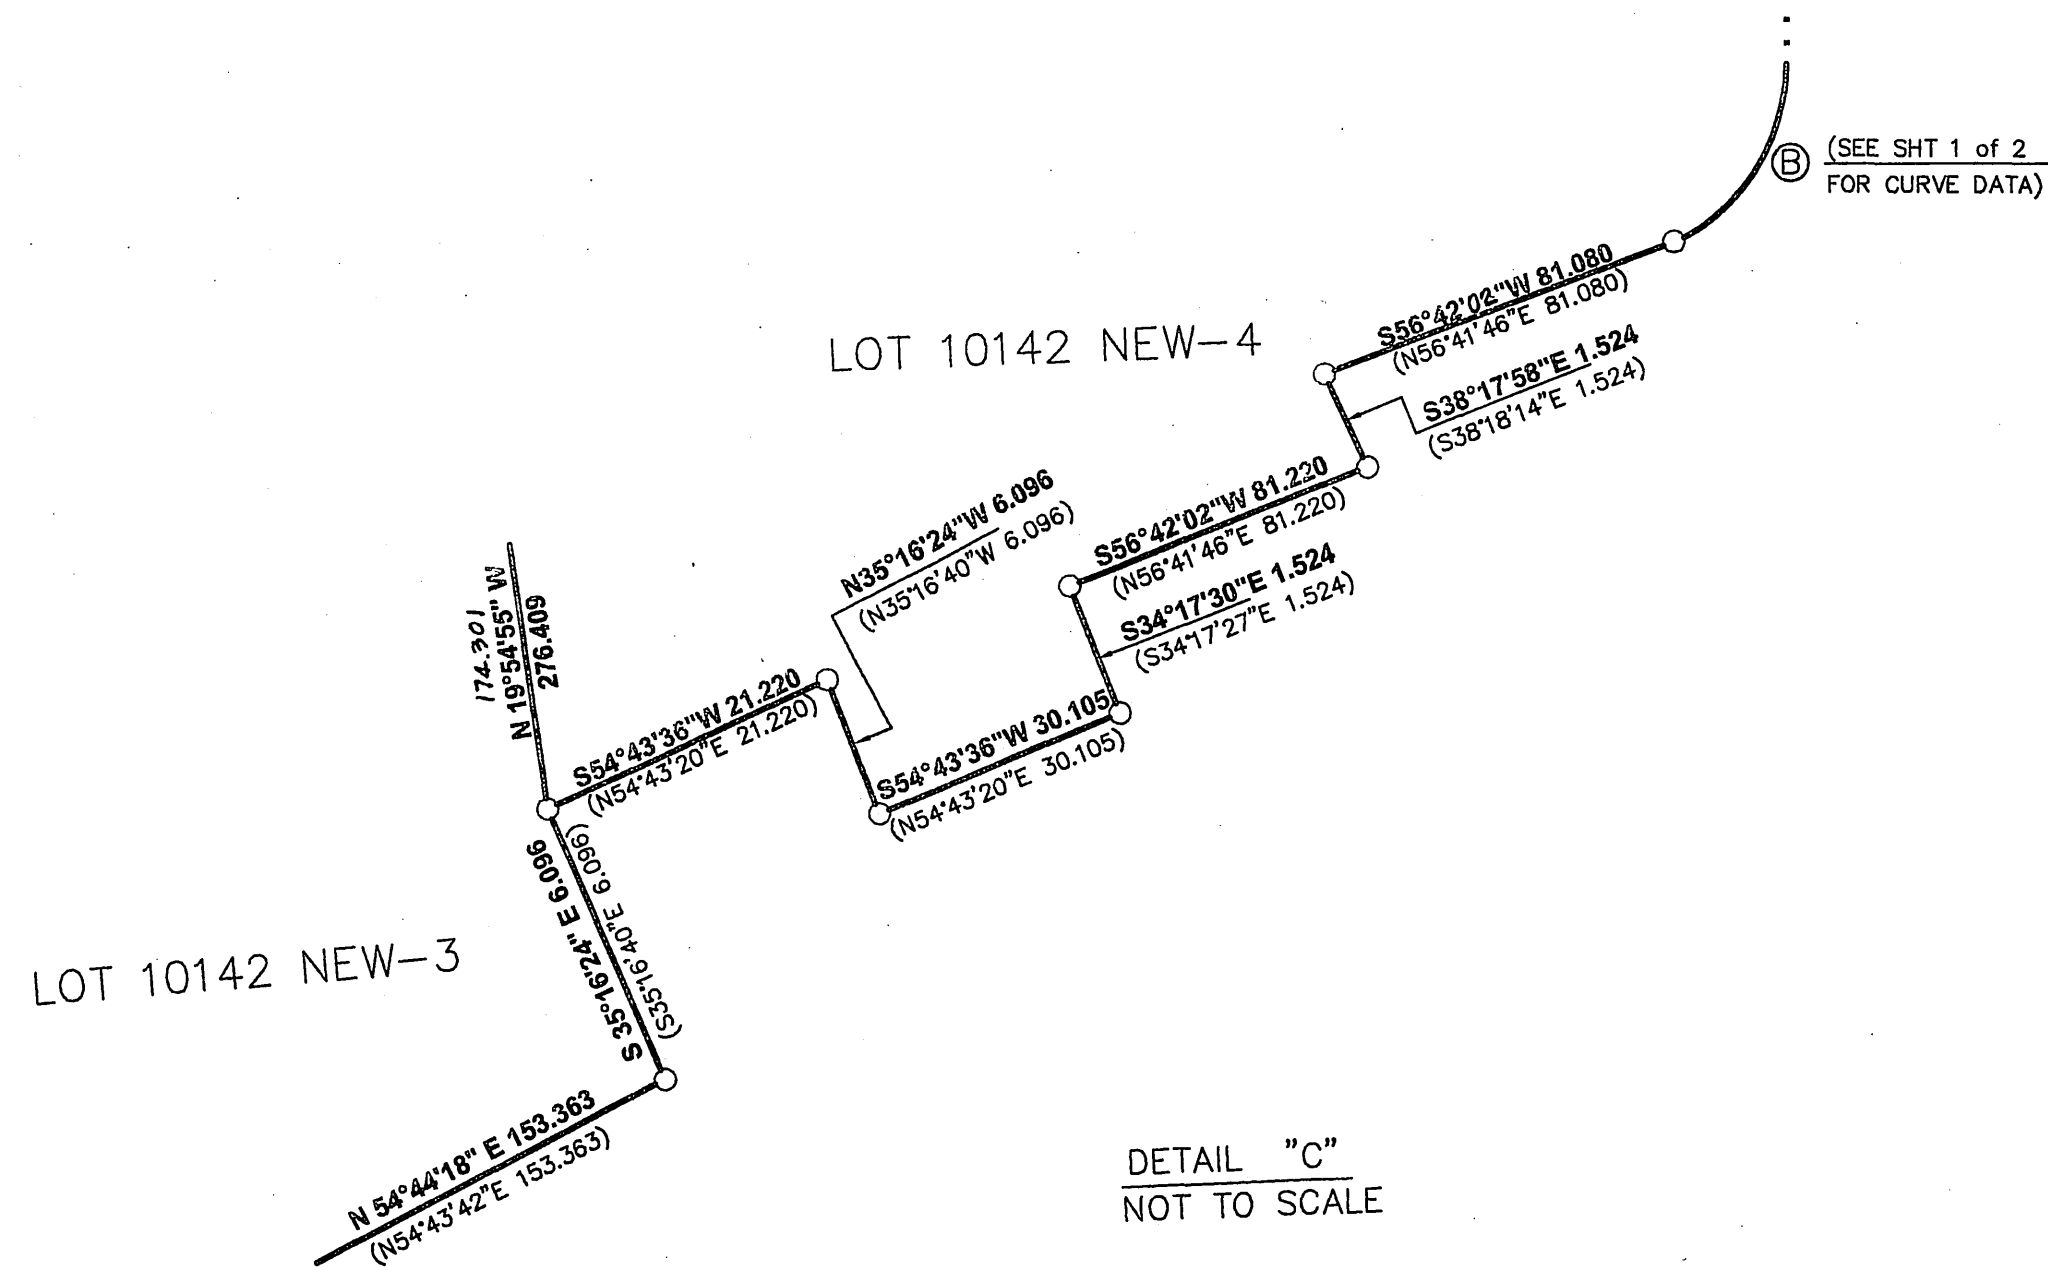 (SEE SHT 1 of 2
FOR CURVE DATA)
B
S56°42'02"W 81.080
(N56°41'46"E 81.080)
LOT 10142 NEW-4
S38°17'58"E 1.524
(S38°18'14"E 1.524)
S56°42'02"W 81.220
(N56°41'46"E 81.220)
N35°16'24"W 6.096
(N35°16'40"W 6.096)
S34°17'30"E 1.524
(S34°17'27"E 1.524)
174.301
N 19°54'55" W
276.409
S54°43'36"W 21.220
(N54°43'20"E 21.220)
S54°43'36"W 30.105
(N54°43'20"E 30.105)
S 35°16'24" E 6.096
(S35°16'40"E 6.096)
LOT 10142 NEW-3
N 54°44'18" E 153.363
(N54°43'42"E 153.363)
DETAIL "C"
NOT TO SCALE